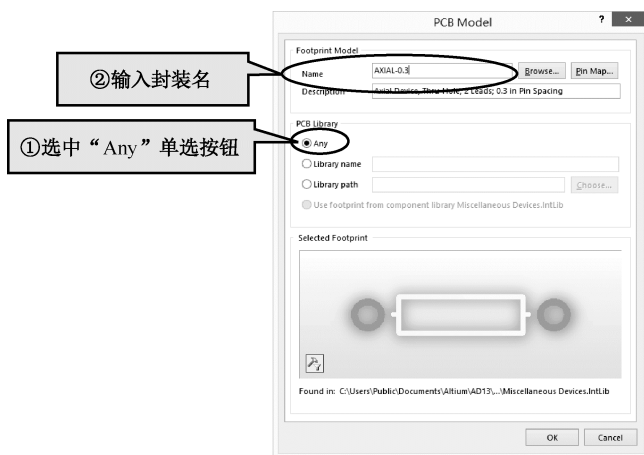 PCB Model
? ×
Footprint Model
②输入封装名
Name AXIAL-0.3 Browse... Pin Map...
Description Axial Device, Thru-Hole; 2 Leads; 0.3 in Pin Spacing
PCB Library
①选中“Any”单选按钮
Any
Library name
Library path Choose...
Use footprint from component library Miscellaneous Devices.IntLib
Selected Footprint
Found in: C:\Users\Public\Documents\Altium\AD13\...\Miscellaneous Devices.IntLib
OK Cancel